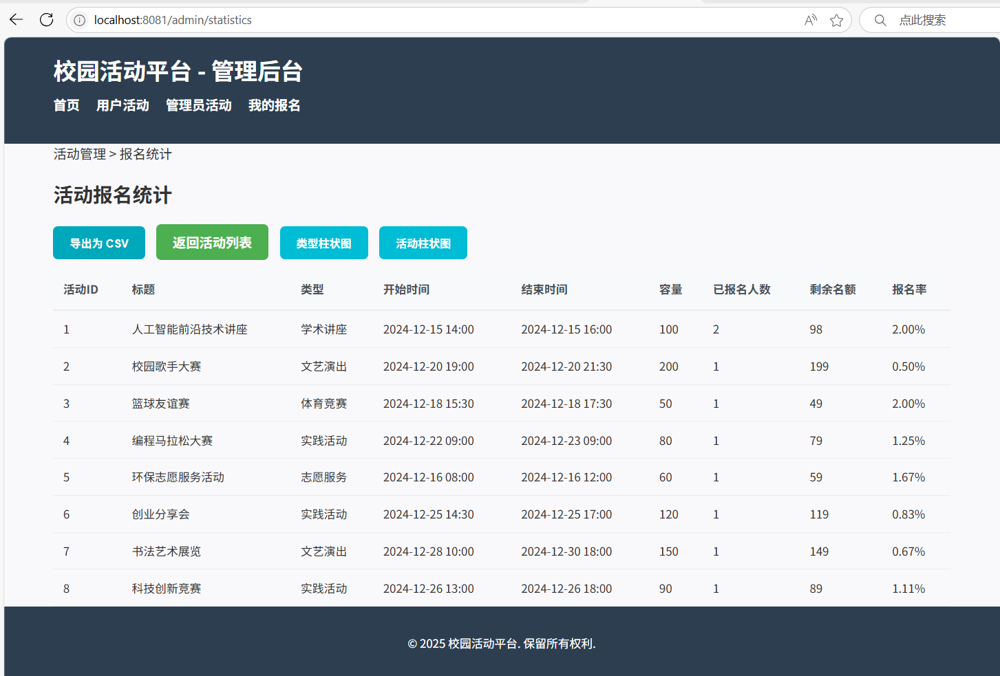 localhost:8081/admin/statistics
点此搜索
校园活动平台 - 管理后台
首页 用户活动 管理员活动 我的报名
活动管理 > 报名统计
活动报名统计
导出为 CSV 返回活动列表 类型柱状图 活动柱状图
活动ID 标题 类型 开始时间 结束时间 容量 已报名人数 剩余名额 报名率
1 人工智能前沿技术讲座 学术讲座 2024-12-15 14:00 2024-12-15 16:00 100 2 98 2.00%
2 校园歌手大赛 文艺演出 2024-12-20 19:00 2024-12-20 21:30 200 1 199 0.50%
3 篮球友谊赛 体育竞赛 2024-12-18 15:30 2024-12-18 17:30 50 1 49 2.00%
4 编程马拉松大赛 实践活动 2024-12-22 09:00 2024-12-23 09:00 80 1 79 1.25%
5 环保志愿服务活动 志愿服务 2024-12-16 08:00 2024-12-16 12:00 60 1 59 1.67%
6 创业分享会 实践活动 2024-12-25 14:30 2024-12-25 17:00 120 1 119 0.83%
7 书法艺术展览 文艺演出 2024-12-28 10:00 2024-12-30 18:00 150 1 149 0.67%
8 科技创新竞赛 实践活动 2024-12-26 13:00 2024-12-26 18:00 90 1 89 1.11%
© 2025 校园活动平台. 保留所有权利.